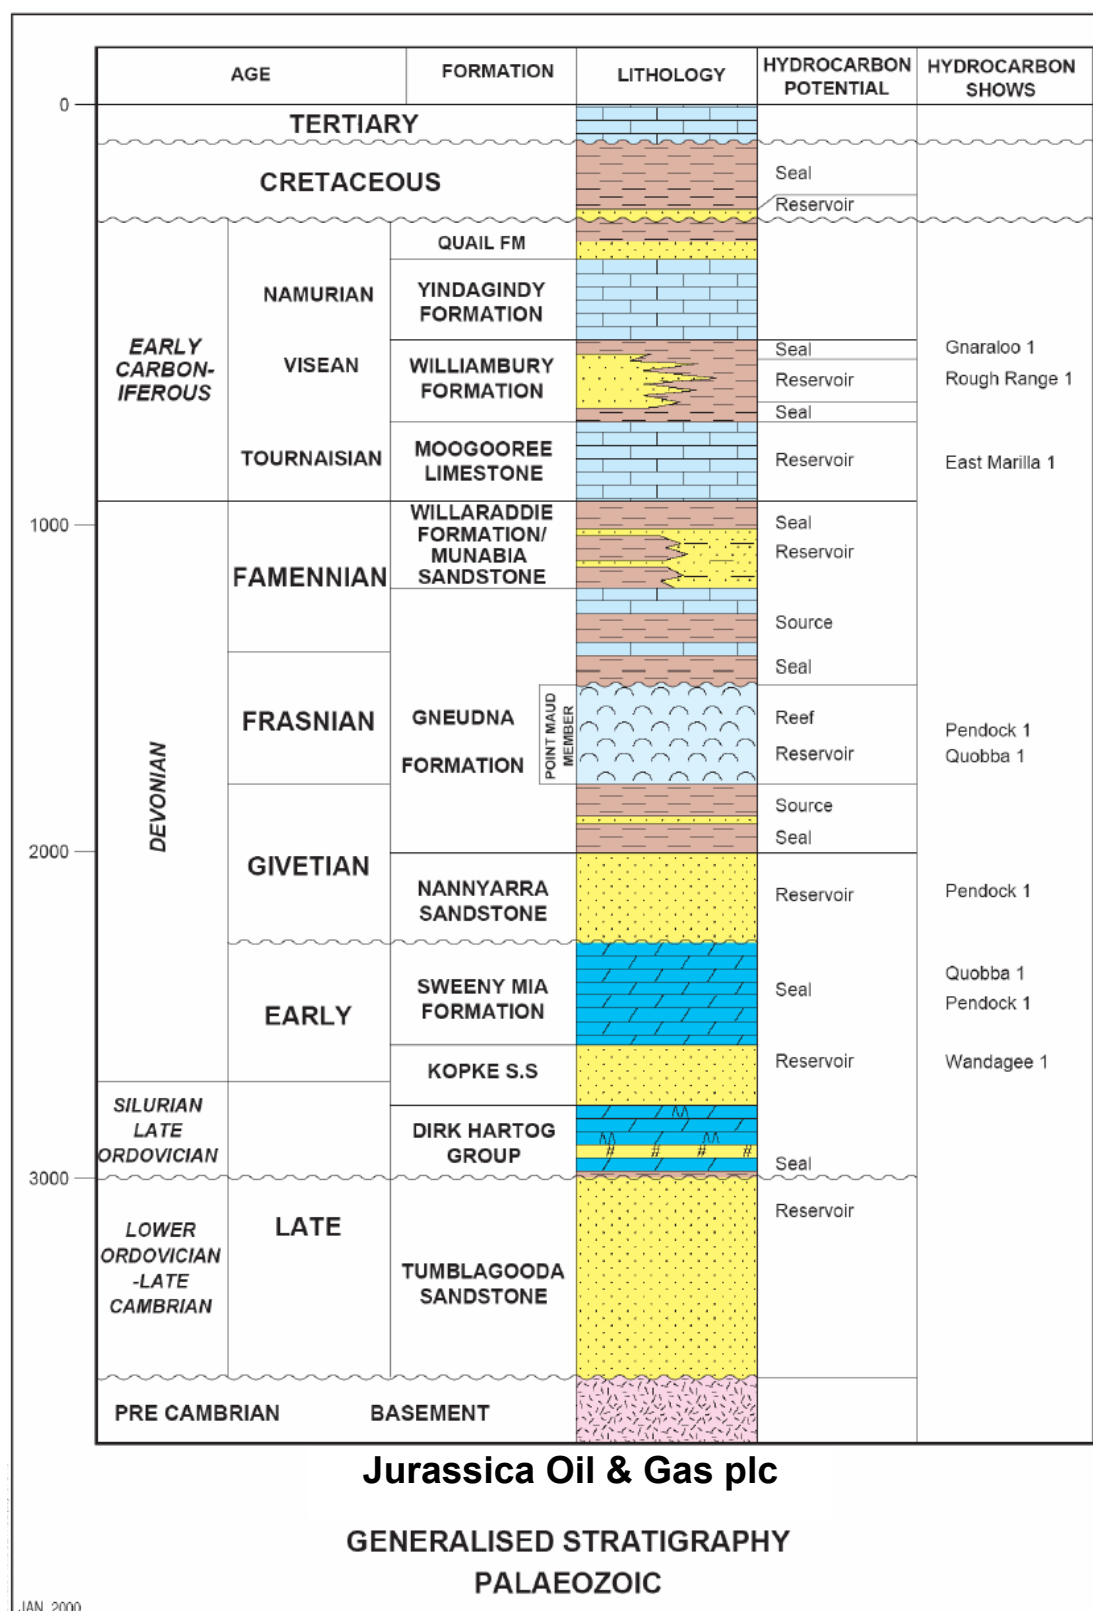 AGE
FORMATION
LITHOLOGY
HYDROCARBON
POTENTIAL
HYDROCARBON
SHOWS
0
TERTIARY
CRETACEOUS
Seal
Reservoir
EARLY
CARBON-
IFEROUS
NAMURIAN
VISEAN
TOURNAISIAN
QUAIL FM
YINDAGINDY
FORMATION
WILLIAMBURY
FORMATION
Seal
Reservoir
Seal
Gnaraloo 1
Rough Range 1
MOOGOOREE
LIMESTONE
Reservoir
East Marilla 1
1000
DEVONIAN
FAMENNIAN
WILLARADDIE
FORMATION/
MUNABIA
SANDSTONE
Seal
Reservoir
Source
Seal
FRASNIAN
GNEUDNA
FORMATION
POINT MAUD
MEMBER
Reef
Reservoir
Pendock 1
Quobba 1
Source
Seal
2000
GIVETIAN
NANNYARRA
SANDSTONE
Reservoir
Pendock 1
EARLY
SWEENY MIA
FORMATION
Seal
Quobba 1
Pendock 1
KOPKE S.S
Reservoir
Wandagee 1
SILURIAN
LATE
ORDOVICIAN
DIRK HARTOG
GROUP
Seal
3000
LOWER
ORDOVICIAN
-LATE
CAMBRIAN
LATE
TUMBLAGOODA
SANDSTONE
Reservoir
PRE CAMBRIAN
BASEMENT
Jurassica Oil & Gas plc
GENERALISED STRATIGRAPHY
PALAEOZOIC
JAN. 2000